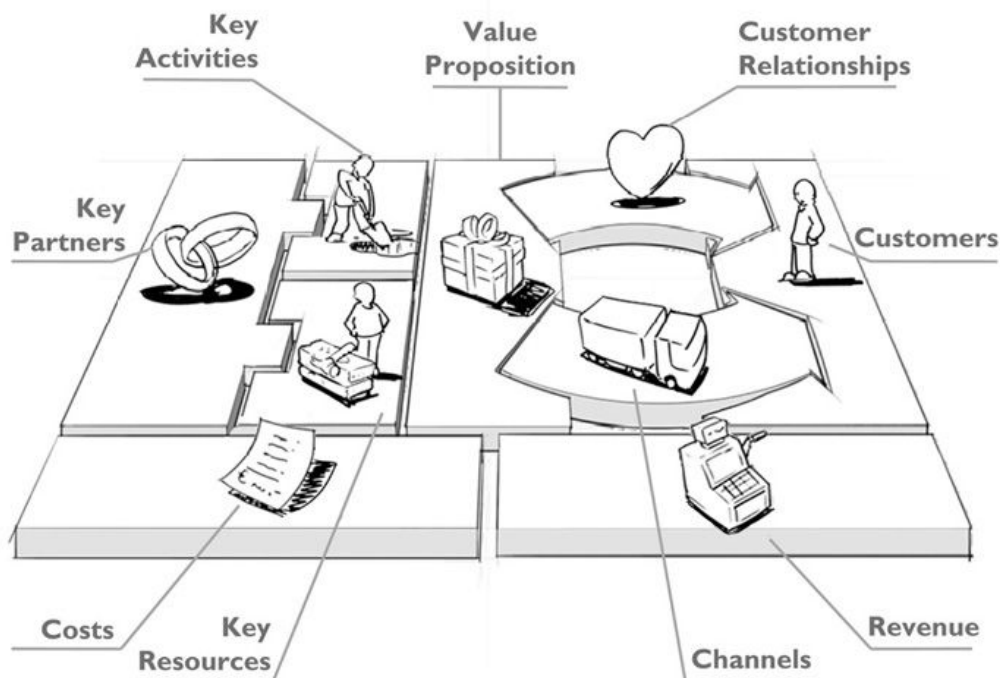 Key
Activities
Value
Proposition
Customer
Relationships
Key
Partners
Customers
Costs
Key
Resources
Channels
Revenue